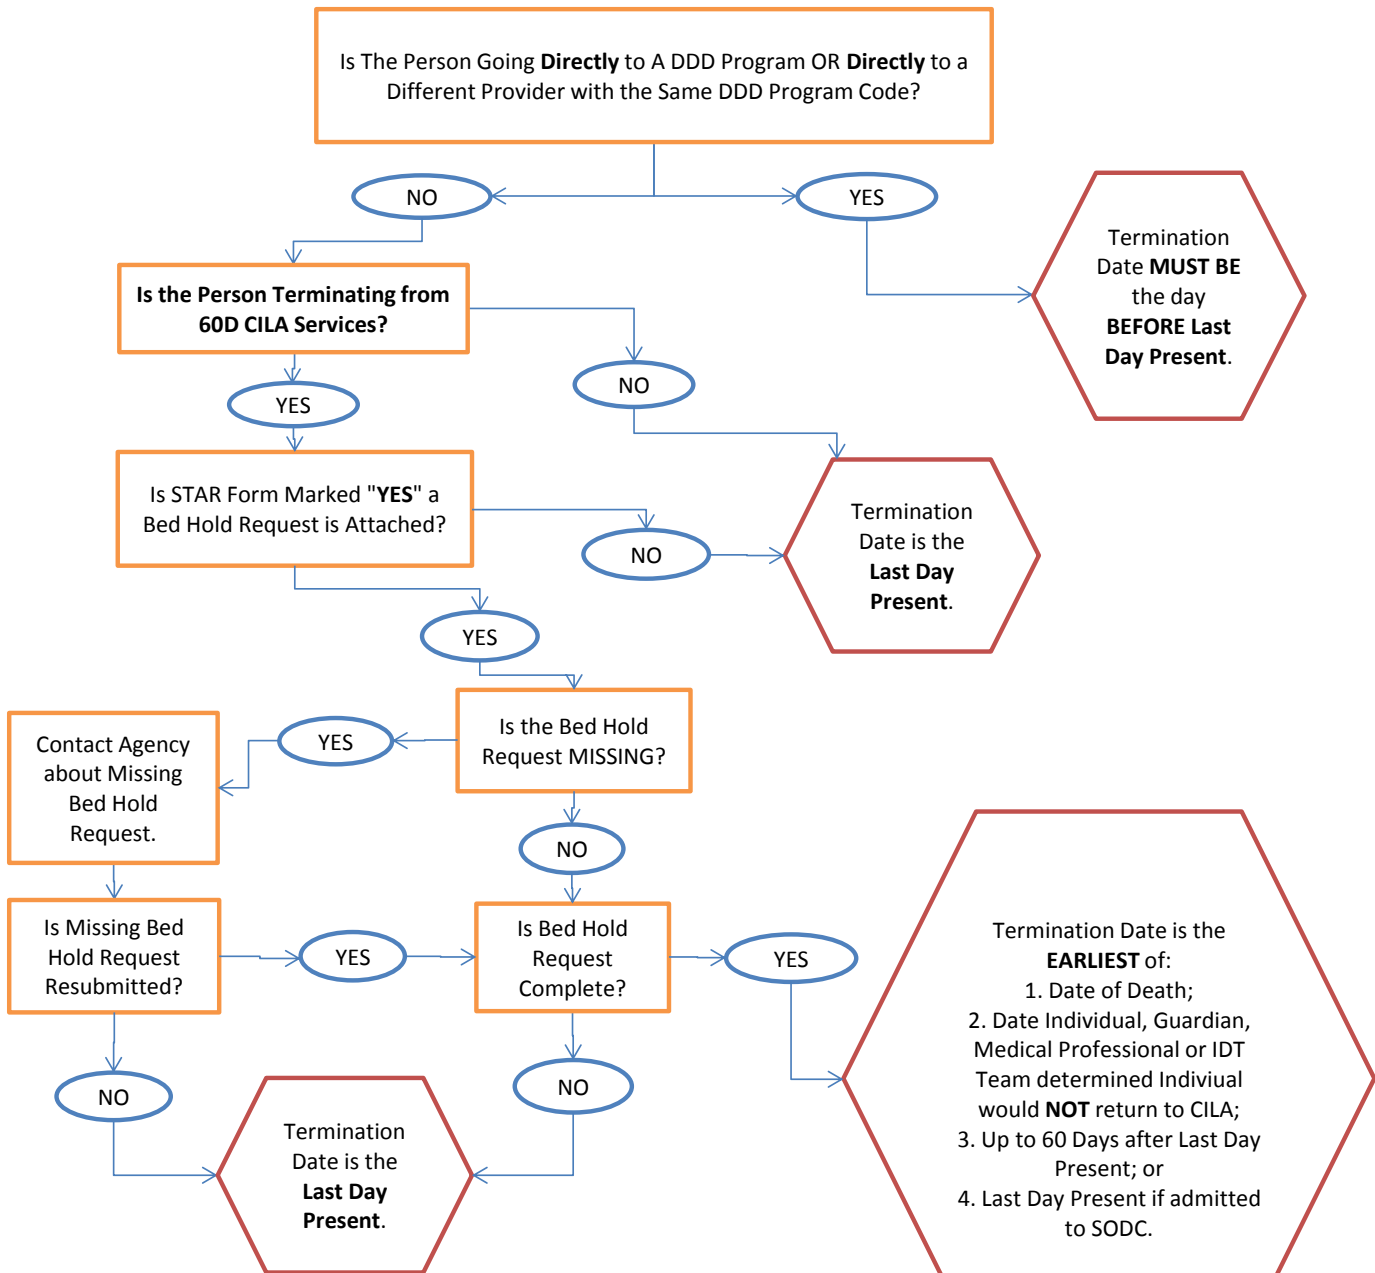 Is The Person Going Directly to A DDD Program OR Directly to a
Different Provider with the Same DDD Program Code?
NO
YES
Termination
Date MUST BE
the day
BEFORE Last
Day Present.
Is the Person Terminating from
60D CILA Services?
NO
YES
Is STAR Form Marked "YES" a
Bed Hold Request is Attached?
NO
Termination
Date is the
Last Day
Present.
YES
Is the Bed Hold
Request MISSING?
YES
Contact Agency
about Missing
Bed Hold
Request.
NO
Is Missing Bed
Hold Request
Resubmitted?
YES
Is Bed Hold
Request
Complete?
YES
NO
NO
Termination
Date is the
Last Day
Present.
Termination Date is the
EARLIEST of:
1. Date of Death;
2. Date Individual, Guardian,
Medical Professional or IDT
Team determined Indiviual
would NOT return to CILA;
3. Up to 60 Days after Last Day
Present; or
4. Last Day Present if admitted
to SODC.